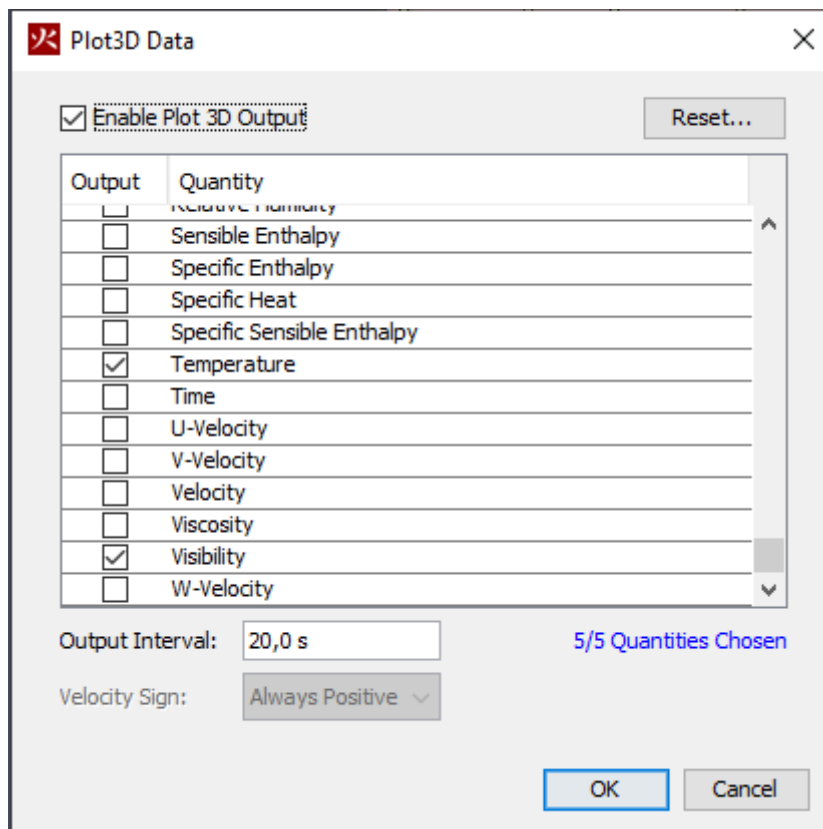 Plot3D Data
Enable Plot 3D Output
Reset...
Output Quantity
Relative Humidity
Sensible Enthalpy
Specific Enthalpy
Specific Heat
Specific Sensible Enthalpy
Temperature
Time
U-Velocity
V-Velocity
Velocity
Viscosity
Visibility
W-Velocity
Output Interval: 20,0 s
5/5 Quantities Chosen
Velocity Sign: Always Positive
OK Cancel